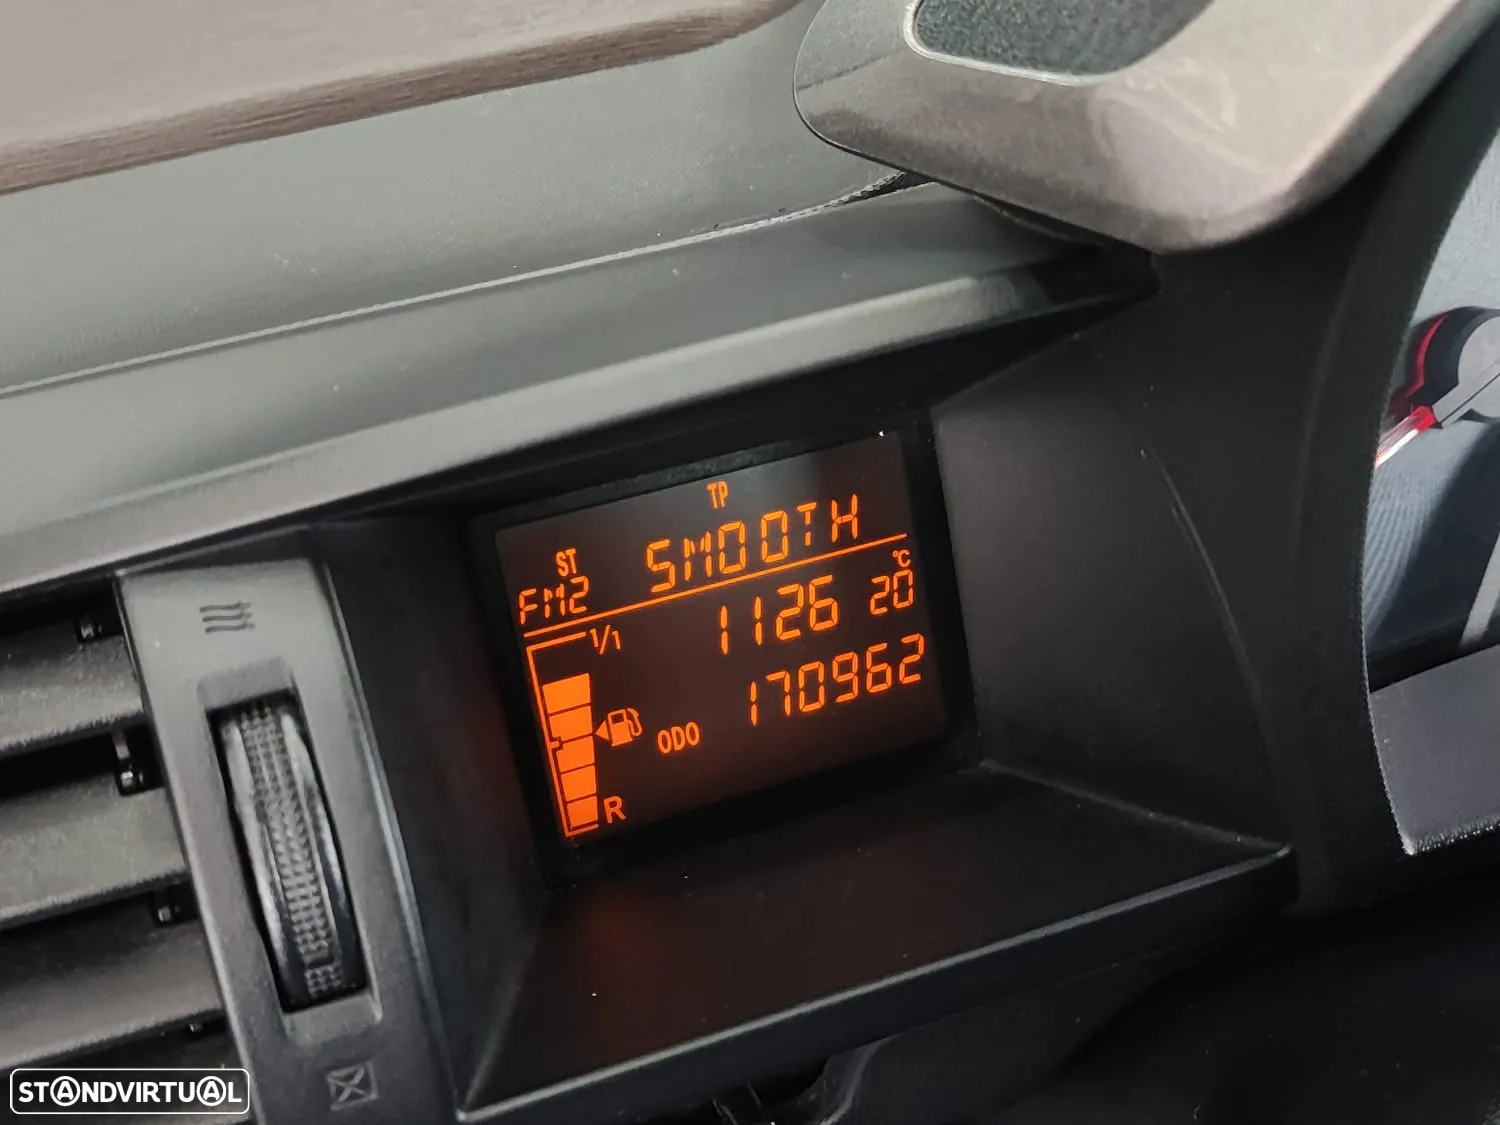 TP
ST
FM2 SMOOTH
1/1 1126 20 °C
ODO 170962
R
STANDVIRTUAL